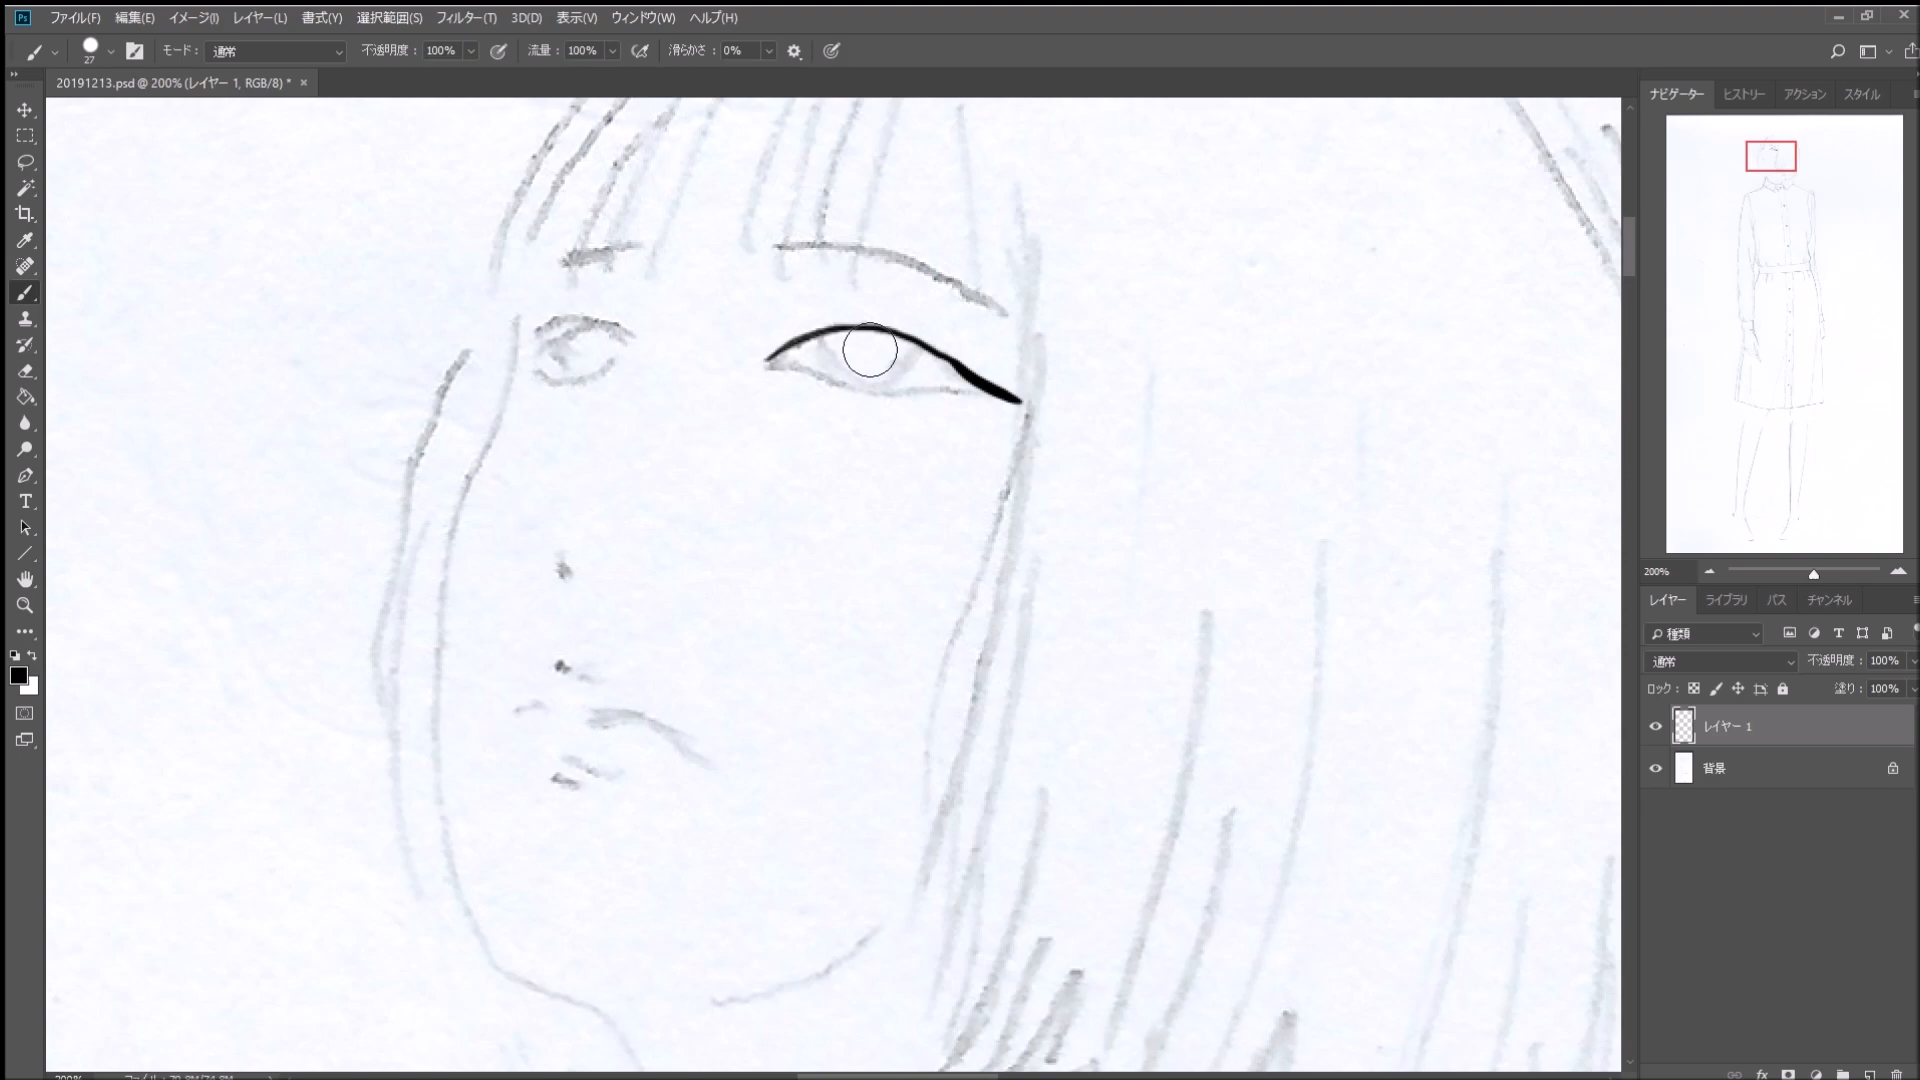 Ps ファイル(F) 編集(E) イメージ(I) レイヤー(L) 書式(Y) 選択範囲(S) フィルター(T) 3D(D) 表示(V) ウィンドウ(W) ヘルプ(H)
27 モード: 通常 不透明度: 100% 流量: 100% 滑らかさ: 0%
20191213.psd @ 200% (レイヤー 1, RGB/8) *
ナビゲーター ヒストリー アクション スタイル
200%
レイヤー ライブラリ パス チャンネル
種類
通常 不透明度: 100%
ロック: 塗り: 100%
レイヤー 1
背景
fx
200%